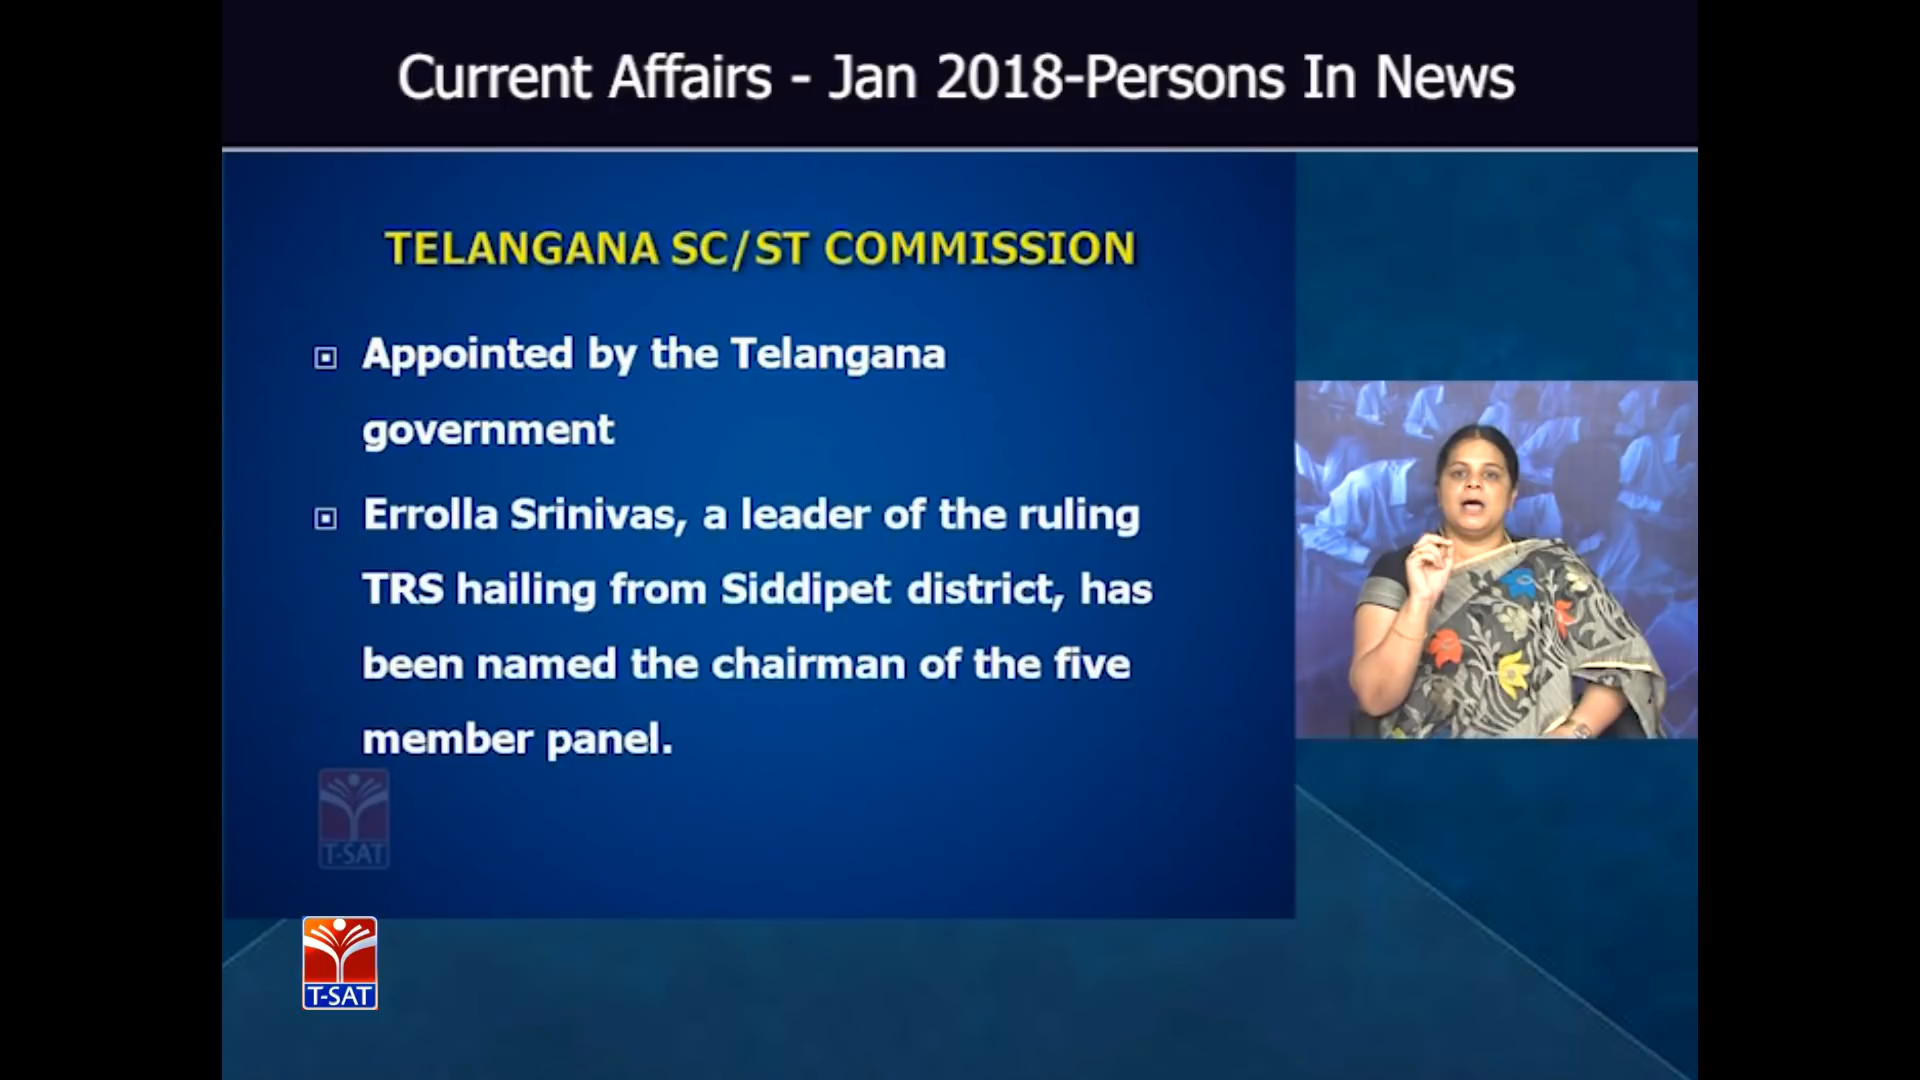 Current Affairs - Jan 2018-Persons In News
TELANGANA SC/ST COMMISSION
Appointed by the Telangana
government
Errolla Srinivas, a leader of the ruling
TRS hailing from Siddipet district, has
been named the chairman of the five
member panel.
T-SAT
T-SAT